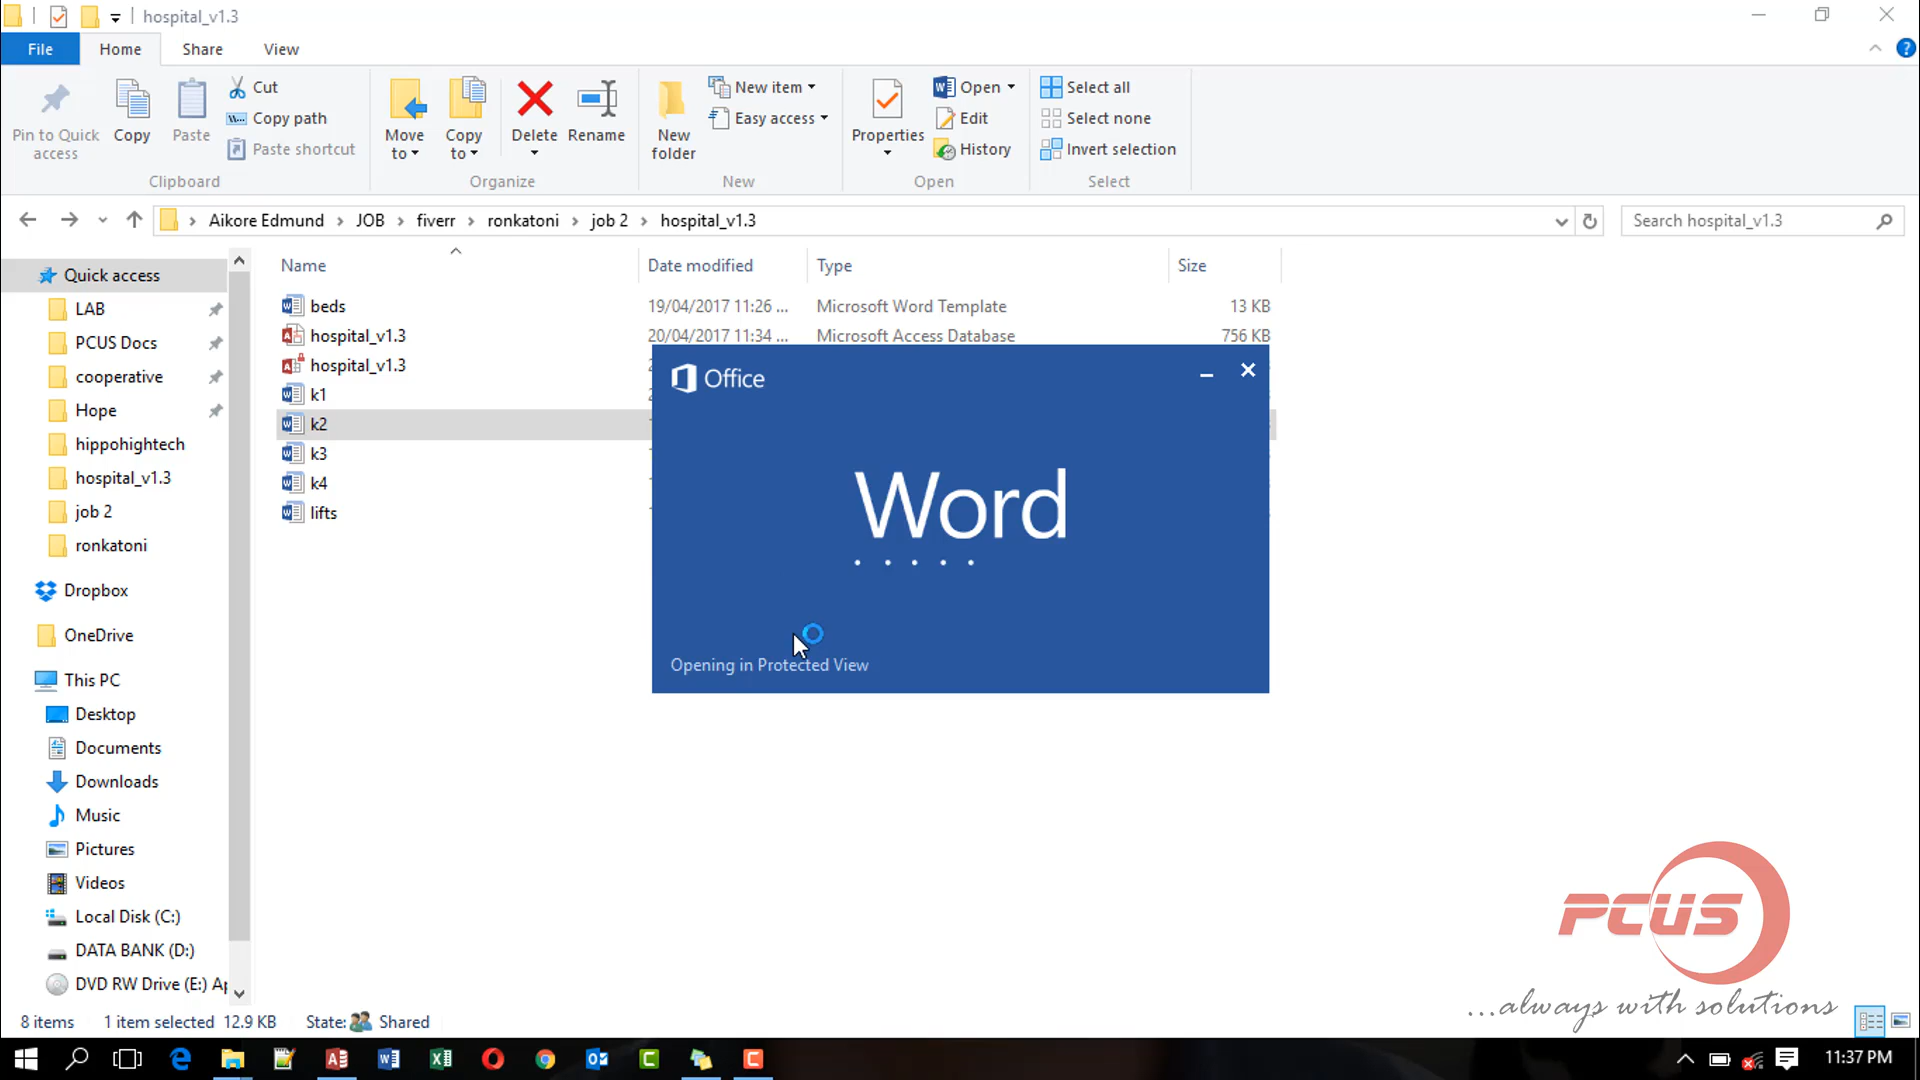 hospital_v1.3
File Home Share View
Pin to Quick access
Copy
Paste
Cut
Copy path
Paste shortcut
Clipboard
Move to
Copy to
Delete
Rename
Organize
New folder
New item
Easy access
New
Properties
Open
Edit
History
Open
Select all
Select none
Invert selection
Select
Aikore Edmund JOB fiverr ronkatoni job 2 hospital_v1.3
Search hospital_v1.3
Name Date modified Type Size
beds 19/04/2017 11:26 ... Microsoft Word Template 13 KB
hospital_v1.3 20/04/2017 11:34 ... Microsoft Access Database 756 KB
hospital_v1.3
k1
k2
k3
k4
lifts
Office
Word
Opening in Protected View
Quick access
LAB
PCUS Docs
cooperative
Hope
hippohightech
hospital_v1.3
job 2
ronkatoni
Dropbox
OneDrive
This PC
Desktop
Documents
Downloads
Music
Pictures
Videos
Local Disk (C:)
DATA BANK (D:)
DVD RW Drive (E:) Ap
PCUS
...always with solutions
8 items 1 item selected 12.9 KB State: Shared
11:37 PM